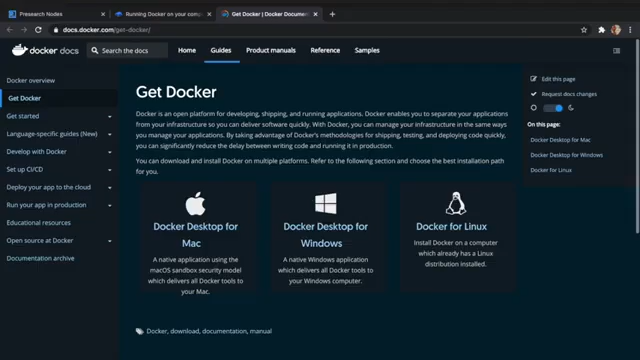 Presearch Nodes
Running Docker on your comp
Get Docker | Docker Documen
docs.docker.com/get-docker/
docker docs
Search the docs
Home
Guides
Product manuals
Reference
Samples
Docker overview
Get Docker
Get started
Language-specific guides (New)
Develop with Docker
Set up CI/CD
Deploy your app to the cloud
Run your app in production
Educational resources
Open source at Docker
Documentation archive
Get Docker
Docker is an open platform for developing, shipping, and running applications. Docker enables you to separate your applications
from your infrastructure so you can deliver software quickly. With Docker, you can manage your infrastructure in the same ways
you manage your applications. By taking advantage of Docker's methodologies for shipping, testing, and deploying code quickly,
you can significantly reduce the delay between writing code and running it in production.
You can download and install Docker on multiple platforms. Refer to the following section and choose the best installation path
for you.
Docker Desktop for
Mac
A native application using the
macOS sandbox security model
which delivers all Docker tools to
your Mac.
Docker Desktop for
Windows
A native Windows application
which delivers all Docker tools to
your Windows computer.
Docker for Linux
Install Docker on a computer
which already has a Linux
distribution installed.
Docker, download, documentation, manual
Edit this page
Request docs changes
On this page:
Docker Desktop for Mac
Docker Desktop for Windows
Docker for Linux